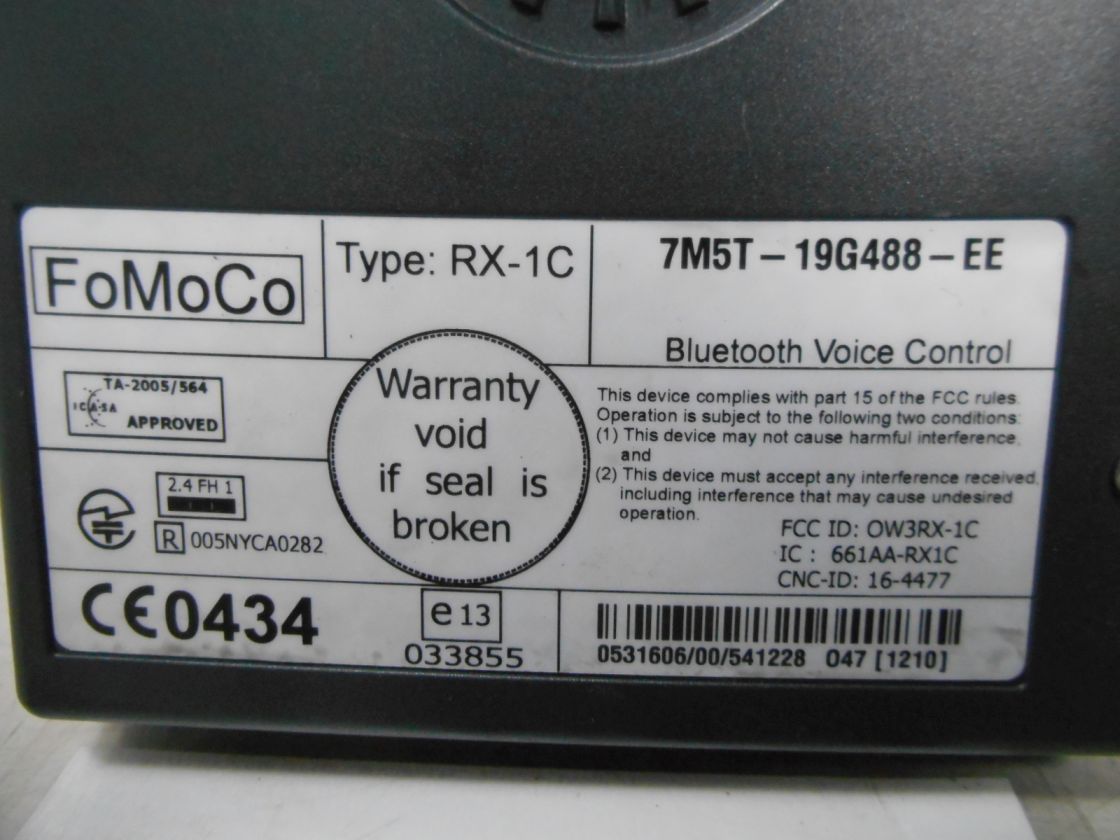 FoMoCo
Type: RX-1C
7M5T-19G488-EE
Bluetooth Voice Control
TA-2005/564
ICASA
APPROVED
Warranty
void
if seal is
broken
This device complies with part 15 of the FCC rules.
Operation is subject to the following two conditions:
(1) This device may not cause harmful interference,
and
(2) This device must accept any interference received,
including interference that may cause undesired
operation.
2.4 FH 1
R 005NYCA0282
FCC ID: OW3RX-1C
IC : 661AA-RX1C
CNC-ID: 16-4477
CE0434
e 13
033855
0531606/00/541228 047 [1210]